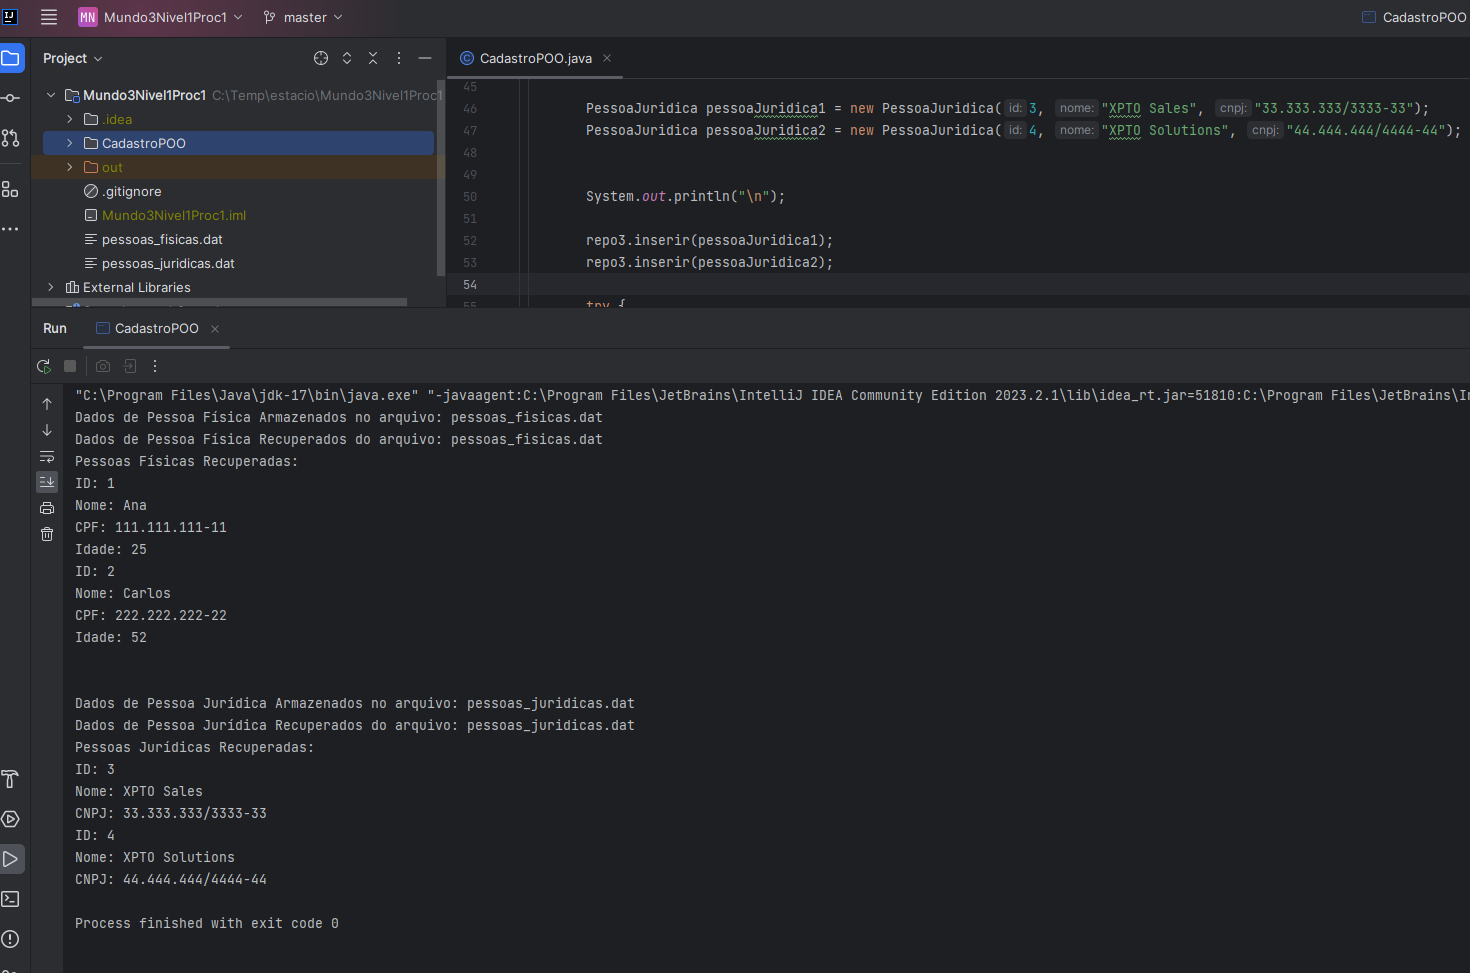 MN Mundo3Nivel1Proc1 master CadastroPOO
Project
CadastroPOO.java
Mundo3Nivel1Proc1 C:\Temp\estacio\Mundo3Nivel1Proc1
.idea
CadastroPOO
out
.gitignore
Mundo3Nivel1Proc1.iml
pessoas_fisicas.dat
pessoas_juridicas.dat
External Libraries
45
46 PessoaJuridica pessoaJuridica1 = new PessoaJuridica( id: 3, nome: "XPTO Sales", cnpj: "33.333.333/3333-33");
47 PessoaJuridica pessoaJuridica2 = new PessoaJuridica( id: 4, nome: "XPTO Solutions", cnpj: "44.444.444/4444-44");
48
49
50 System.out.println("\n");
51
52 repo3.inserir(pessoaJuridica1);
53 repo3.inserir(pessoaJuridica2);
54
55 try {
Run CadastroPOO
"C:\Program Files\Java\jdk-17\bin\java.exe" "-javaagent:C:\Program Files\JetBrains\IntelliJ IDEA Community Edition 2023.2.1\lib\idea_rt.jar=51810:C:\Program Files\JetBrains\In
Dados de Pessoa Física Armazenados no arquivo: pessoas_fisicas.dat
Dados de Pessoa Física Recuperados do arquivo: pessoas_fisicas.dat
Pessoas Físicas Recuperadas:
ID: 1
Nome: Ana
CPF: 111.111.111-11
Idade: 25
ID: 2
Nome: Carlos
CPF: 222.222.222-22
Idade: 52
Dados de Pessoa Jurídica Armazenados no arquivo: pessoas_juridicas.dat
Dados de Pessoa Jurídica Recuperados do arquivo: pessoas_juridicas.dat
Pessoas Jurídicas Recuperadas:
ID: 3
Nome: XPTO Sales
CNPJ: 33.333.333/3333-33
ID: 4
Nome: XPTO Solutions
CNPJ: 44.444.444/4444-44
Process finished with exit code 0